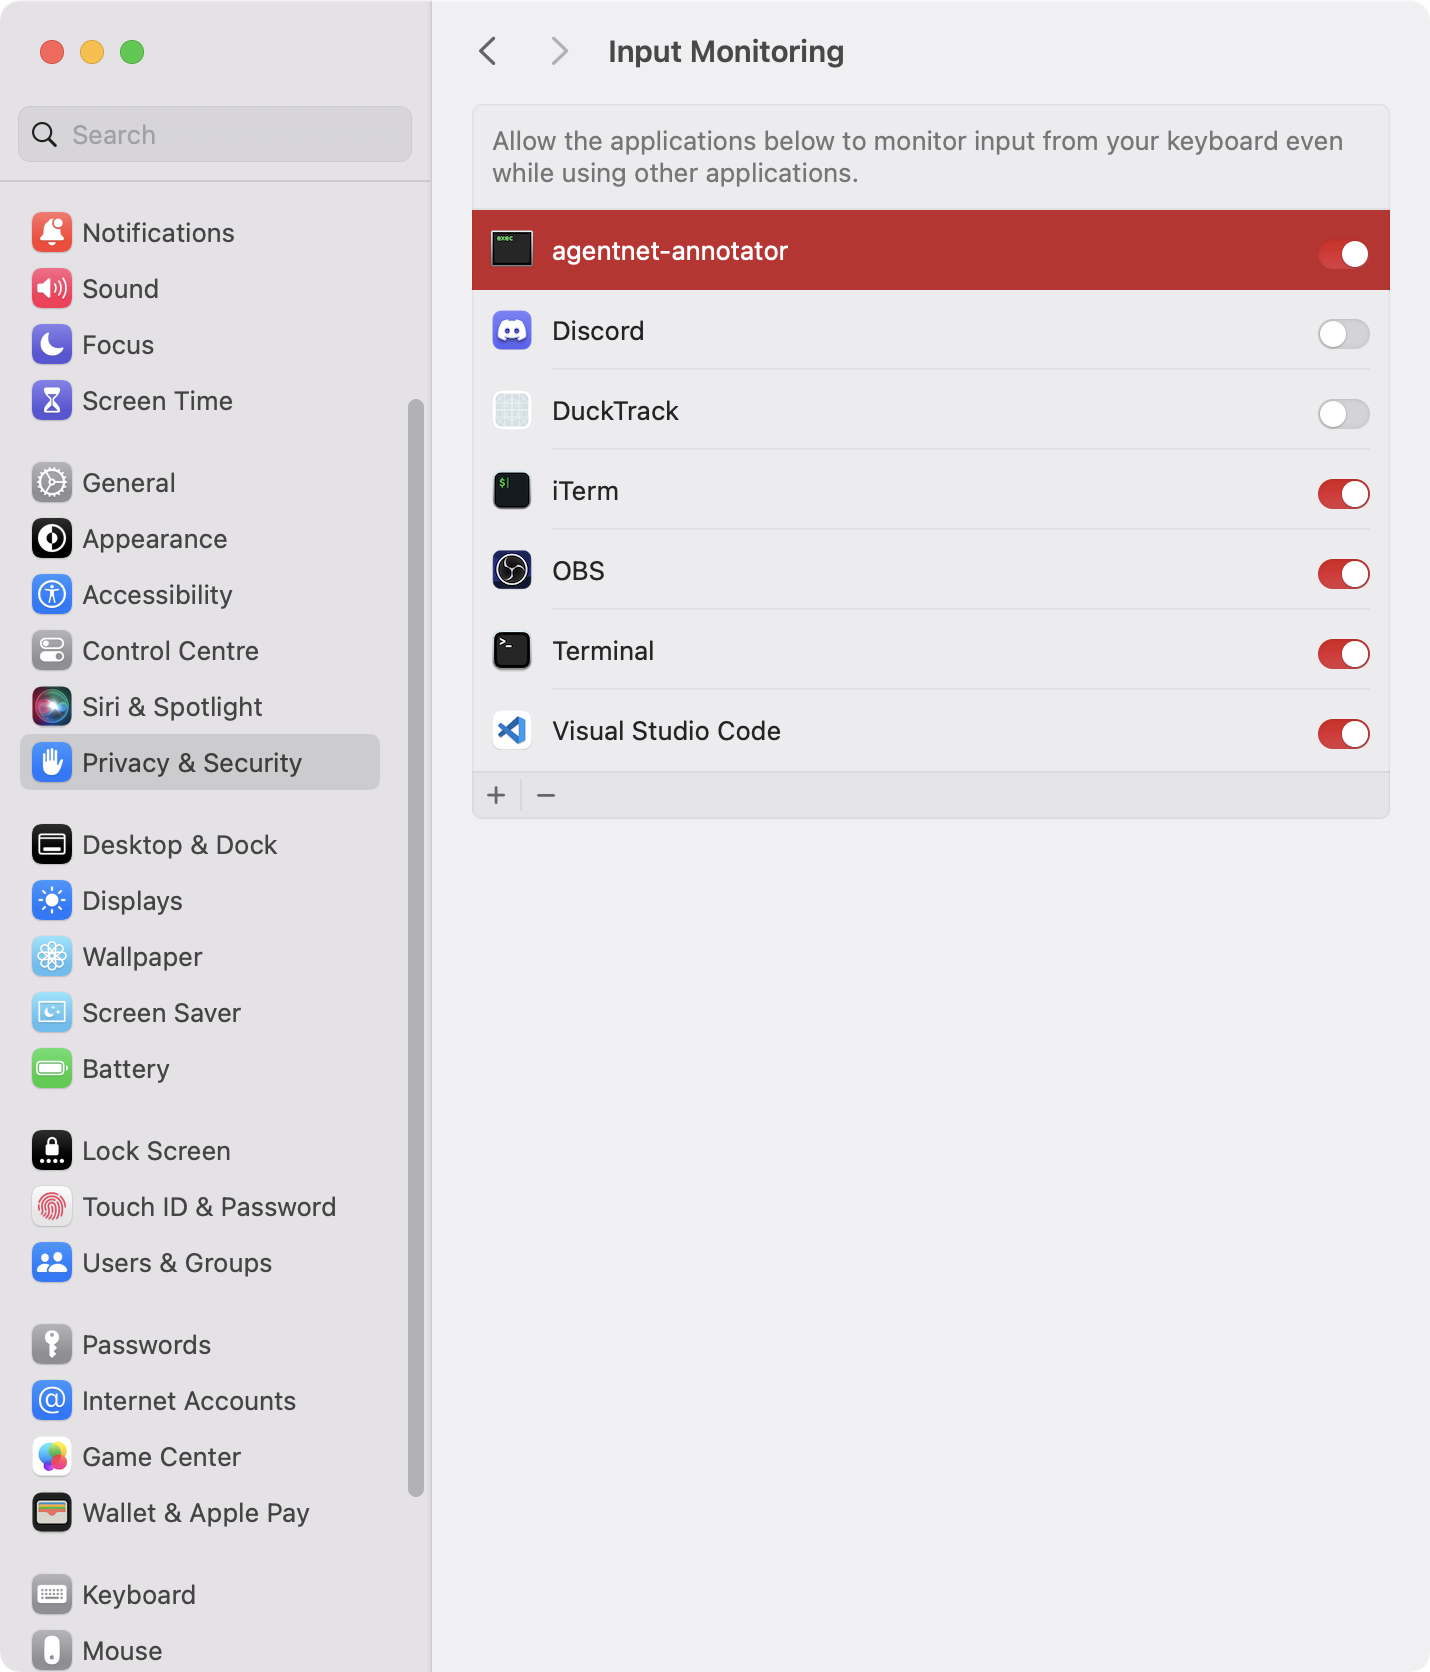 Input Monitoring
Search
Notifications
Sound
Focus
Screen Time
General
Appearance
Accessibility
Control Centre
Siri & Spotlight
Privacy & Security
Desktop & Dock
Displays
Wallpaper
Screen Saver
Battery
Lock Screen
Touch ID & Password
Users & Groups
Passwords
Internet Accounts
Game Center
Wallet & Apple Pay
Keyboard
Mouse
Allow the applications below to monitor input from your keyboard even
while using other applications.
exec
agentnet-annotator
Discord
DuckTrack
$
iTerm
OBS
>_
Terminal
Visual Studio Code